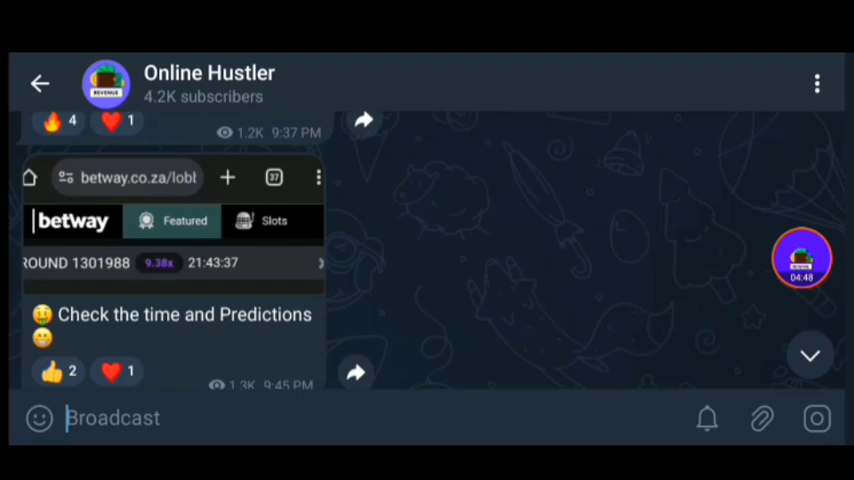 Online Hustler
4.2K subscribers
REVENUE
4 1
1.2K 9:37 PM
betway.co.za/lobl
37
betway Featured Slots
ROUND 1301988 9.38x 21:43:37
Check the time and Predictions
2 1
1.3K 9:45 PM
04:48
Broadcast